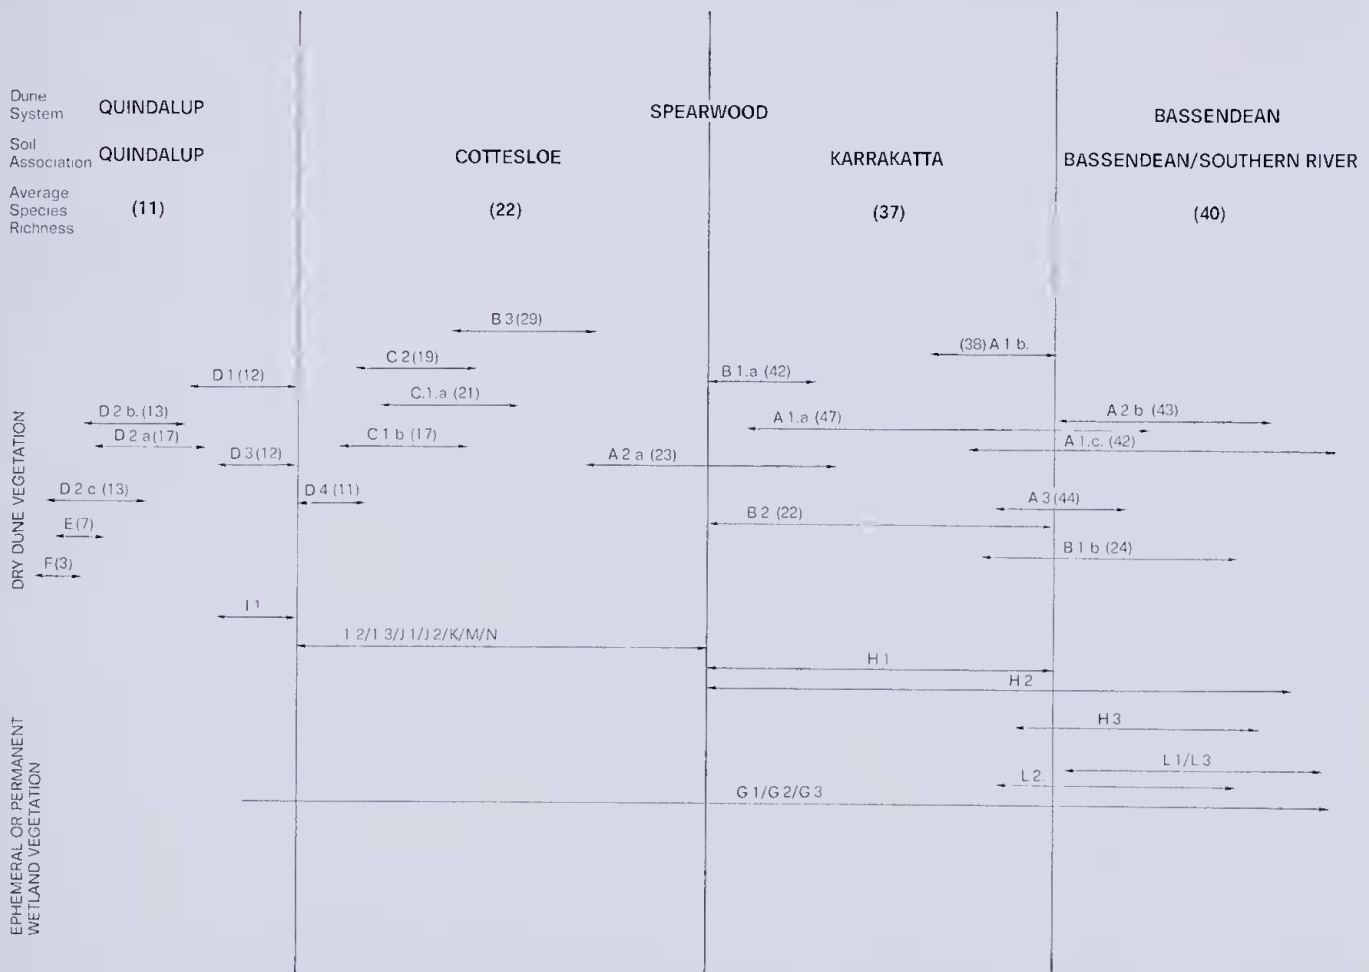 Dune
System
QUINDALUP
SPEARWOOD
BASSENDEAN
Soil
Association
QUINDALUP
COTTESLOE
KARRAKATTA
BASSENDEAN/SOUTHERN RIVER
Average
Species
Richness
(11)
(22)
(37)
(40)
DRY DUNE VEGETATION
B 3 (29)
(38) A 1 b.
C 2 (19)
B 1.a (42)
D 1 (12)
C.1.a (21)
D 2 b. (13)
A 1.a (47)
A 2 b (43)
D 2 a (17)
C 1 b (17)
A 1.c. (42)
D 3 (12)
A 2 a (23)
D 2 c (13)
D 4 (11)
A 3 (44)
E (7)
B 2 (22)
B 1 b (24)
F (3)
EPHEMERAL OR PERMANENT
WETLAND VEGETATION
I 1
I 2/I 3/J 1/J 2/K/M/N
H 1
H 2
H 3
L 1/L 3
L 2.
G 1/G 2/G 3